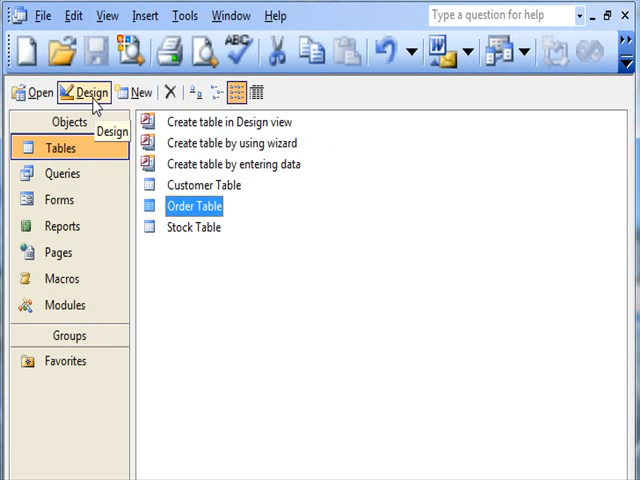 File Edit View Insert Tools Window Help Type a question for help
ABC
Open Design New
Objects
Design
Tables
Queries
Forms
Reports
Pages
Macros
Modules
Groups
Favorites
Create table in Design view
Create table by using wizard
Create table by entering data
Customer Table
Order Table
Stock Table